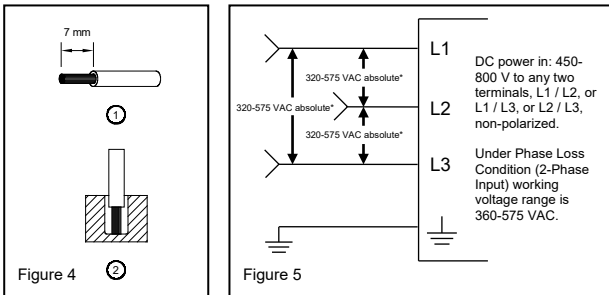 7 mm
1
2
Figure 4
L1
320-575 VAC absolute*
320-575 VAC absolute*
L2
320-575 VAC absolute*
L3
DC power in: 450-
800 V to any two
terminals, L1 / L2, or
L1 / L3, or L2 / L3,
non-polarized.
Under Phase Loss
Condition (2-Phase
Input) working
voltage range is
360-575 VAC.
Figure 5